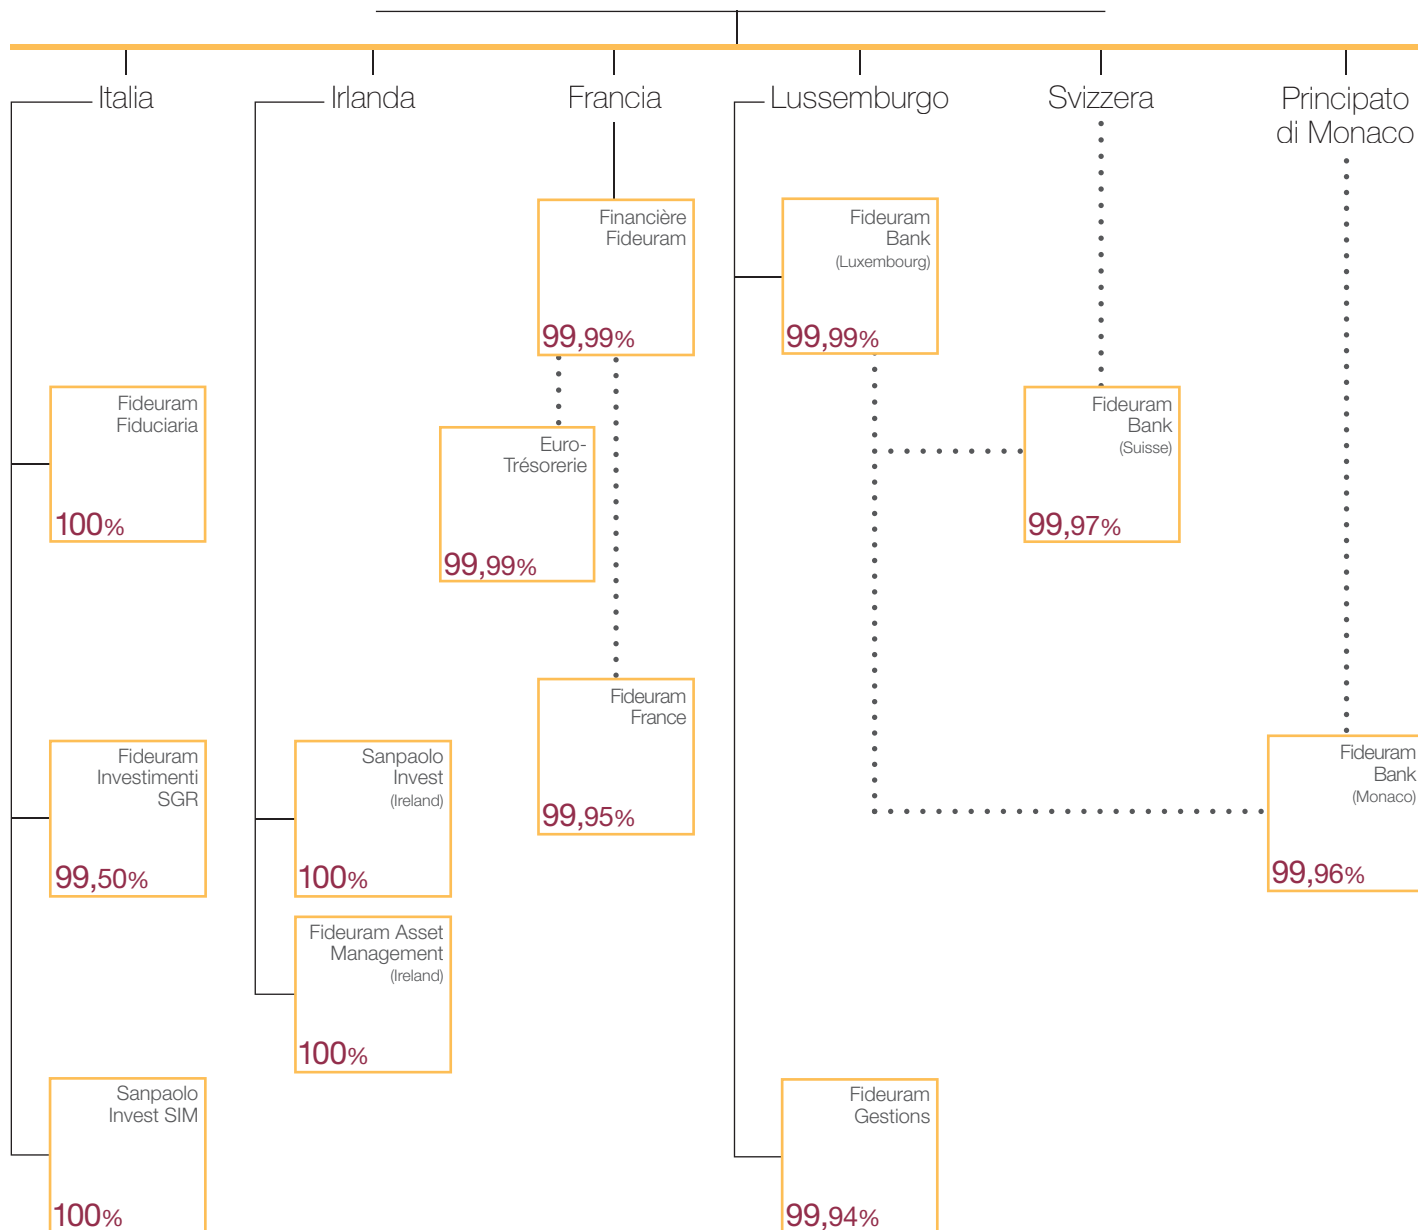 Italia
Irlanda
Francia
Lussemburgo
Svizzera
Principato
di Monaco
Financière
Fideuram
99,99%
Fideuram
Bank
(Luxembourg)
99,99%
Fideuram
Fiduciaria
100%
Euro-
Trésorerie
99,99%
Fideuram
Bank
(Suisse)
99,97%
Fideuram
France
99,95%
Fideuram
Investimenti
SGR
99,50%
Sanpaolo
Invest
(Ireland)
100%
Fideuram
Bank
(Monaco)
99,96%
Fideuram Asset
Management
(Ireland)
100%
Sanpaolo
Invest SIM
100%
Fideuram
Gestions
99,94%